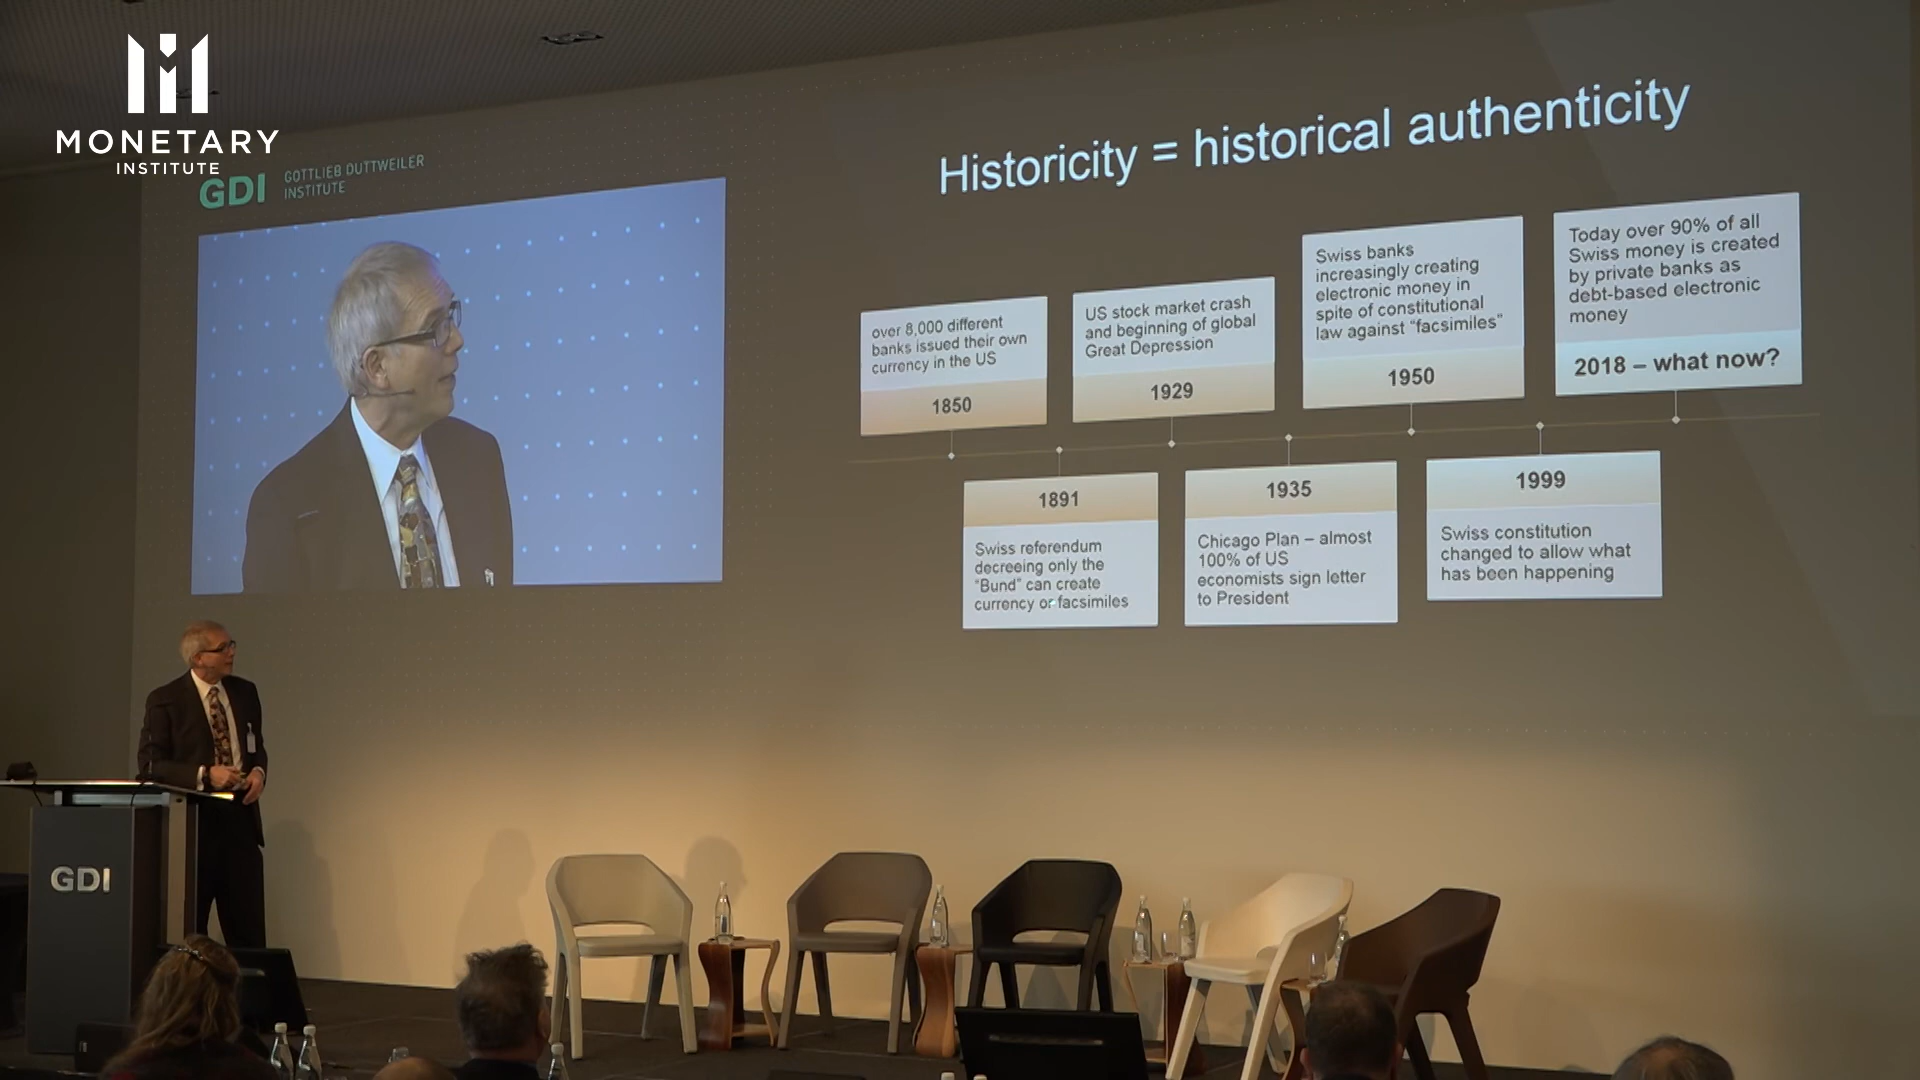 MONETARY
INSTITUTE
GDI
GOTTLIEB DUTTWEILER
INSTITUTE
Historicity = historical authenticity
over 8,000 different
banks issued their own
currency in the US
1850
US stock market crash
and beginning of global
Great Depression
1929
Swiss banks
increasingly creating
electronic money in
spite of constitutional
law against "facsimiles"
1950
Today over 90% of all
Swiss money is created
by private banks as
debt-based electronic
money
2018 – what now?
1891
Swiss referendum
decreeing only the
"Bund" can create
currency or facsimiles
1935
Chicago Plan – almost
100% of US
economists sign letter
to President
1999
Swiss constitution
changed to allow what
has been happening
GDI